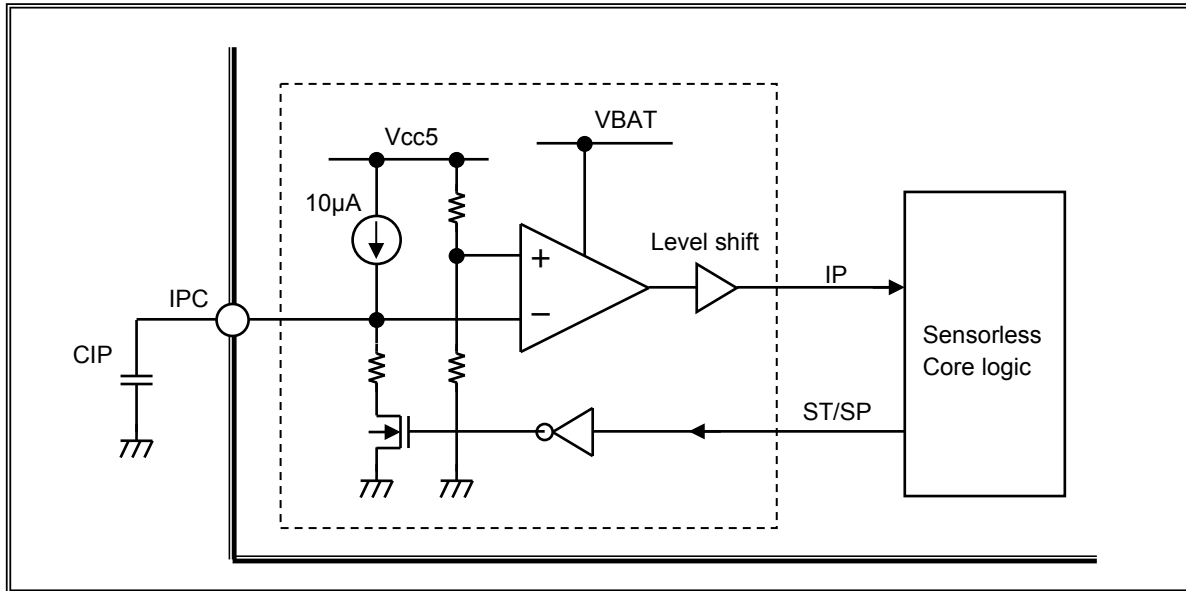 VBAT
Vcc5
10µA
Level shift
IP
IPC
+
−
Sensorless
Core logic
CIP
ST/SP